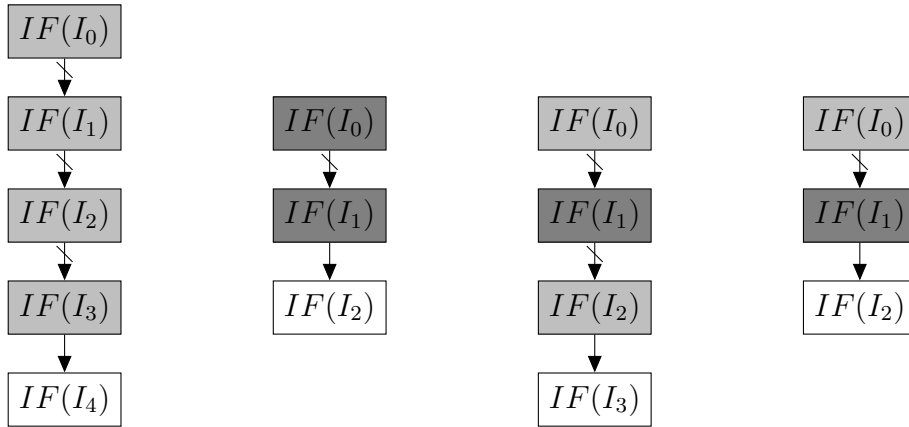 IF(I₀)
IF(I₁)
IF(I₂)
IF(I₃)
IF(I₄)
IF(I₀)
IF(I₁)
IF(I₂)
IF(I₀)
IF(I₁)
IF(I₂)
IF(I₃)
IF(I₀)
IF(I₁)
IF(I₂)